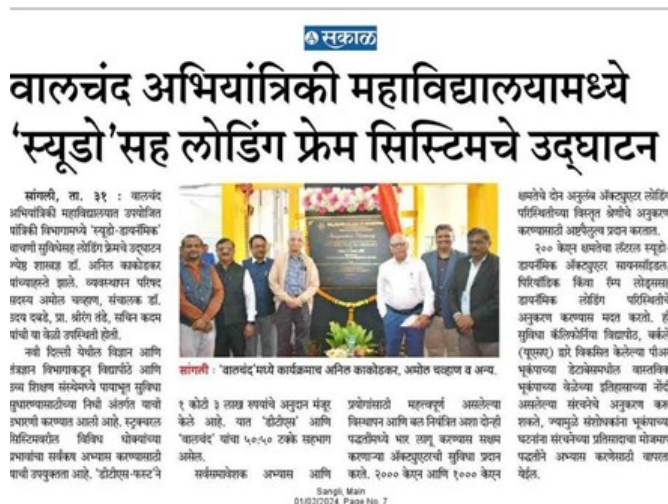 सकाळ
वालचंद अभियांत्रिकी महाविद्यालयामध्ये
'स्यूडो'सह लोडिंग फ्रेम सिस्टिमचे उद्‌घाटन
सांगली, ता. ३१ : वालचंद
अभियांत्रिकी महाविद्यालयात उपयोजित
यांत्रिकी विभागामध्ये 'स्यूडो-डायनॅमिक'
चाचणी सुविधेसह लोडिंग फ्रेमचे उद्‌घाटन
ज्येष्ठ शास्त्रज्ञ डॉ. अनिल काकोडकर
यांच्याहस्ते झाले. व्यवस्थापन परिषद
सदस्य अमोल चव्हाण, संचालक डॉ.
उदय दबडे, प्रा. श्रीरंग तंडे, सचिन कदम
यांची या वेळी उपस्थिती होती.
नवी दिल्ली येथील विज्ञान आणि
तंत्रज्ञान विभागाकडून विद्यापीठे आणि
उच्च शिक्षण संस्थेमध्ये पायाभूत सुविधा
सुधारण्यासाठीच्या निधी अंतर्गत याची
उभारणी करण्यात आली आहे. स्ट्रक्चरल
सिस्टिमवरील विविध धोक्यांच्या
प्रभावांचा सर्वंकष अभ्यास करण्यासाठी
याची उपयुक्तता आहे. 'डीटीएस-फस्ट'ने
सांगली : 'वालचंद'मध्ये कार्यक्रमाच अनिल काकोडकर, अमोल चव्हाण व अन्य.
१ कोटी ३ लाख रुपयांचे अनुदान मंजूर
केले आहे. यात 'डीटीएस' आणि
'वालचंद' यांचा ५०:५० टक्के सहभाग
असेल.
सर्वसमावेशक अभ्यास आणि
प्रयोगांसाठी महत्त्वपूर्ण असलेल्या
विस्थापन आणि बल नियंत्रित अशा दोन्ही
पद्धतींमध्ये भार लागू करण्यास सक्षम
करणाऱ्या अ‍ॅक्ट्युएटरची सुविधा प्रदान
करते. २००० केएन आणि १००० केएन
क्षमतेचे दोन अनुलंब अ‍ॅक्ट्युएटर लोडिंग
परिस्थितींच्या विस्तृत श्रेणींचे अनुकरण
करण्यासाठी अष्टपैलुत्व प्रदान करतात.
२०० केएन क्षमतेचा लॅटरल स्यूडो
डायनॅमिक अ‍ॅक्ट्युएटर सायनसॉइडल,
पिरियॉडिक किंवा रॅम्प लोड्ससह
डायनॅमिक लोडिंग परिस्थितींचे
अनुकरण करण्यास मदत करतो. ही
सुविधा कॅलिफोर्निया विद्यापीठ, बर्कले
(यूएसए) द्वारे विकसित केलेल्या पीअर
भूकंपाच्या डेटाबेसमधील वास्तविक
भूकंपाच्या वेळेच्या इतिहासाच्या नोंदी
असलेल्या संरचनेचे अनुकरण करू
शकते, ज्यामुळे संशोधकांना भूकंपाच्या
घटनांना संरचनेच्या प्रतिसादाचा मोजमाप
पद्धतीने अभ्यास करणेसाठी वापरता
येईल.
Sangli, Main
01/02/2024 Page No. 7